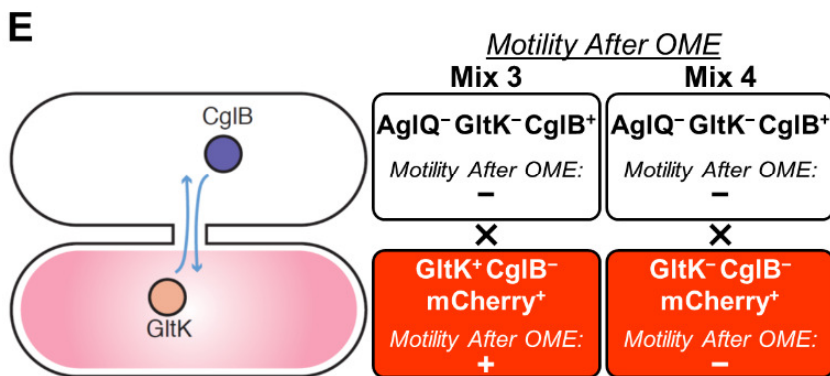 E
CglB
GltK
Motility After OME
Mix 3
AglQ⁻GltK⁻CglB⁺
Motility After OME:
−
×
GltK⁺CglB⁻
mCherry⁺
Motility After OME:
+
Mix 4
AglQ⁻GltK⁻CglB⁺
Motility After OME:
−
×
GltK⁻CglB⁻
mCherry⁺
Motility After OME:
−